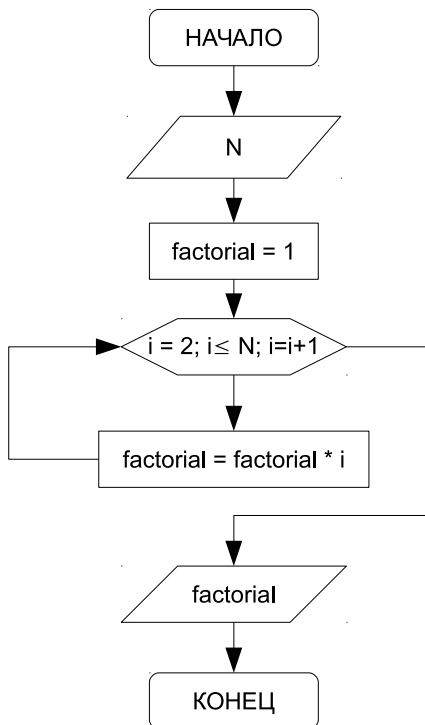 НАЧАЛО
N
factorial = 1
i = 2; i≤ N; i=i+1
factorial = factorial * i
factorial
КОНЕЦ